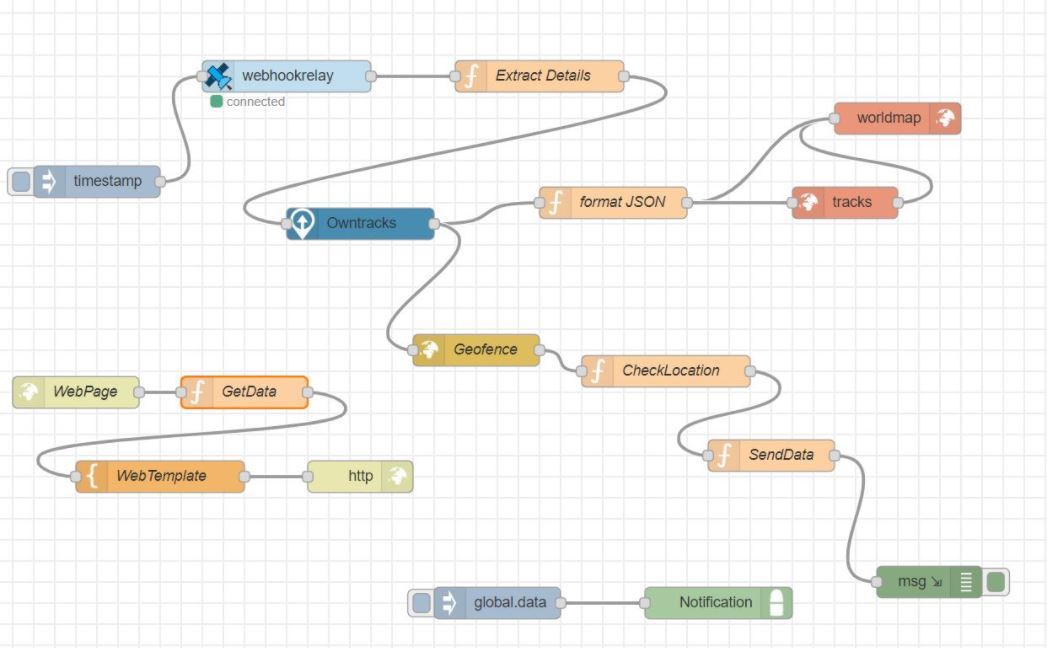 webhookrelay
Extract Details
connected
worldmap
timestamp
format JSON
tracks
Owntracks
Geofence
CheckLocation
WebPage
GetData
SendData
WebTemplate
http
msg
global.data
Notification